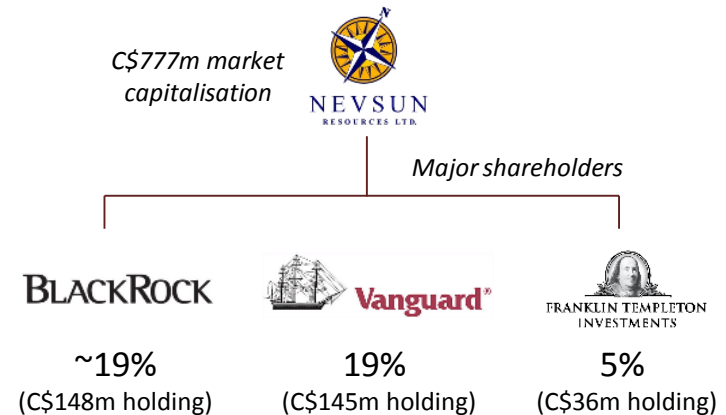 C$777m market
capitalisation
NEVSUN
RESOURCES LTD.
Major shareholders
BLACKROCK
Vanguard®
FRANKLIN TEMPLETON
INVESTMENTS
~19%
19%
5%
(C$148m holding)
(C$145m holding)
(C$36m holding)